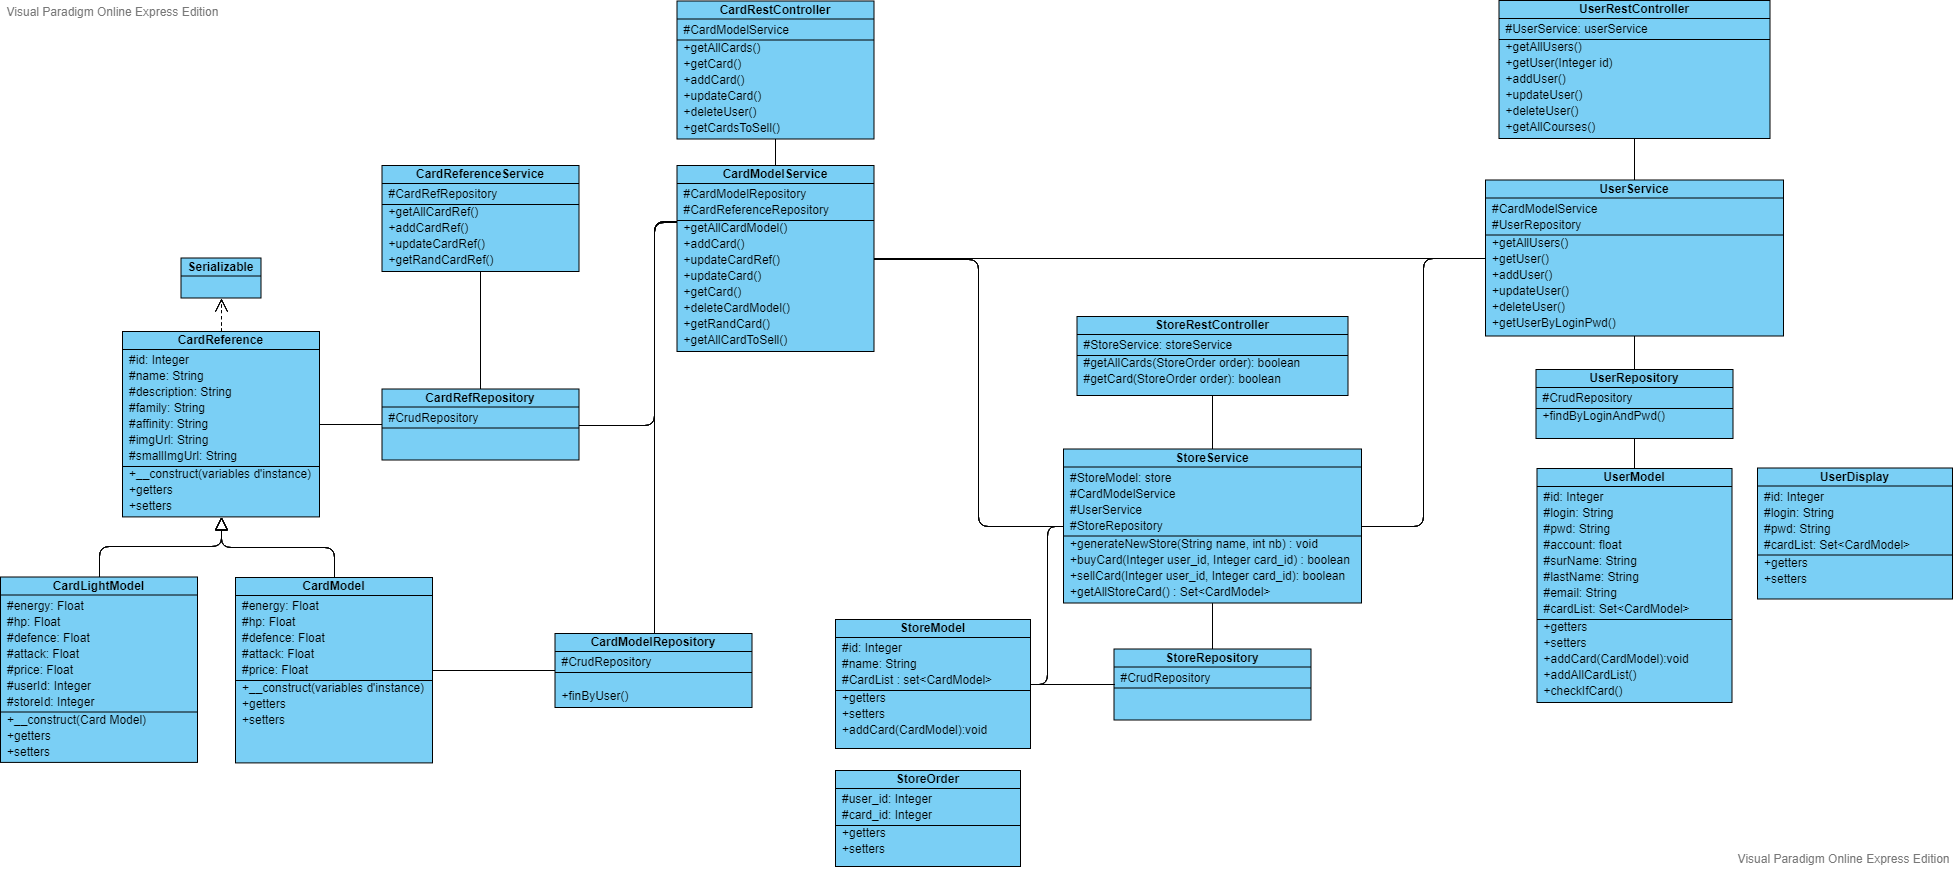 Visual Paradigm Online Express Edition
CardRestController
#CardModelService
+getAllCards()
+getCard()
+addCard()
+updateCard()
+deleteUser()
+getCardsToSell()
UserRestController
#UserService: userService
+getAllUsers()
+getUser(Integer id)
+addUser()
+updateUser()
+deleteUser()
+getAllCourses()
CardReferenceService
#CardRefRepository
+getAllCardRef()
+addCardRef()
+updateCardRef()
+getRandCardRef()
CardModelService
#CardModelRepository
#CardReferenceRepository
+getAllCardModel()
+addCard()
+updateCardRef()
+updateCard()
+getCard()
+deleteCardModel()
+getRandCard()
+getAllCardToSell()
UserService
#CardModelService
#UserRepository
+getAllUsers()
+getUser()
+addUser()
+updateUser()
+deleteUser()
+getUserByLoginPwd()
Serializable
CardReference
#id: Integer
#name: String
#description: String
#family: String
#affinity: String
#imgUrl: String
#smallImgUrl: String
+__construct(variables d'instance)
+getters
+setters
CardRefRepository
#CrudRepository
StoreRestController
#StoreService: storeService
#getAllCards(StoreOrder order): boolean
#getCard(StoreOrder order): boolean
UserRepository
#CrudRepository
+findByLoginAndPwd()
StoreService
#StoreModel: store
#CardModelService
#UserService
#StoreRepository
+generateNewStore(String name, int nb) : void
+buyCard(Integer user_id, Integer card_id) : boolean
+sellCard(Integer user_id, Integer card_id): boolean
+getAllStoreCard() : Set<CardModel>
UserModel
#id: Integer
#login: String
#pwd: String
#account: float
#surName: String
#lastName: String
#email: String
#cardList: Set<CardModel>
+getters
+setters
+addCard(CardModel):void
+addAllCardList()
+checkIfCard()
UserDisplay
#id: Integer
#login: String
#pwd: String
#cardList: Set<CardModel>
+getters
+setters
CardLightModel
#energy: Float
#hp: Float
#defence: Float
#attack: Float
#price: Float
#userId: Integer
#storeId: Integer
+__construct(Card Model)
+getters
+setters
CardModel
#energy: Float
#hp: Float
#defence: Float
#attack: Float
#price: Float
+__construct(variables d'instance)
+getters
+setters
CardModelRepository
#CrudRepository
+finByUser()
StoreModel
#id: Integer
#name: String
#CardList : set<CardModel>
+getters
+setters
+addCard(CardModel):void
StoreRepository
#CrudRepository
StoreOrder
#user_id: Integer
#card_id: Integer
+getters
+setters
Visual Paradigm Online Express Edition